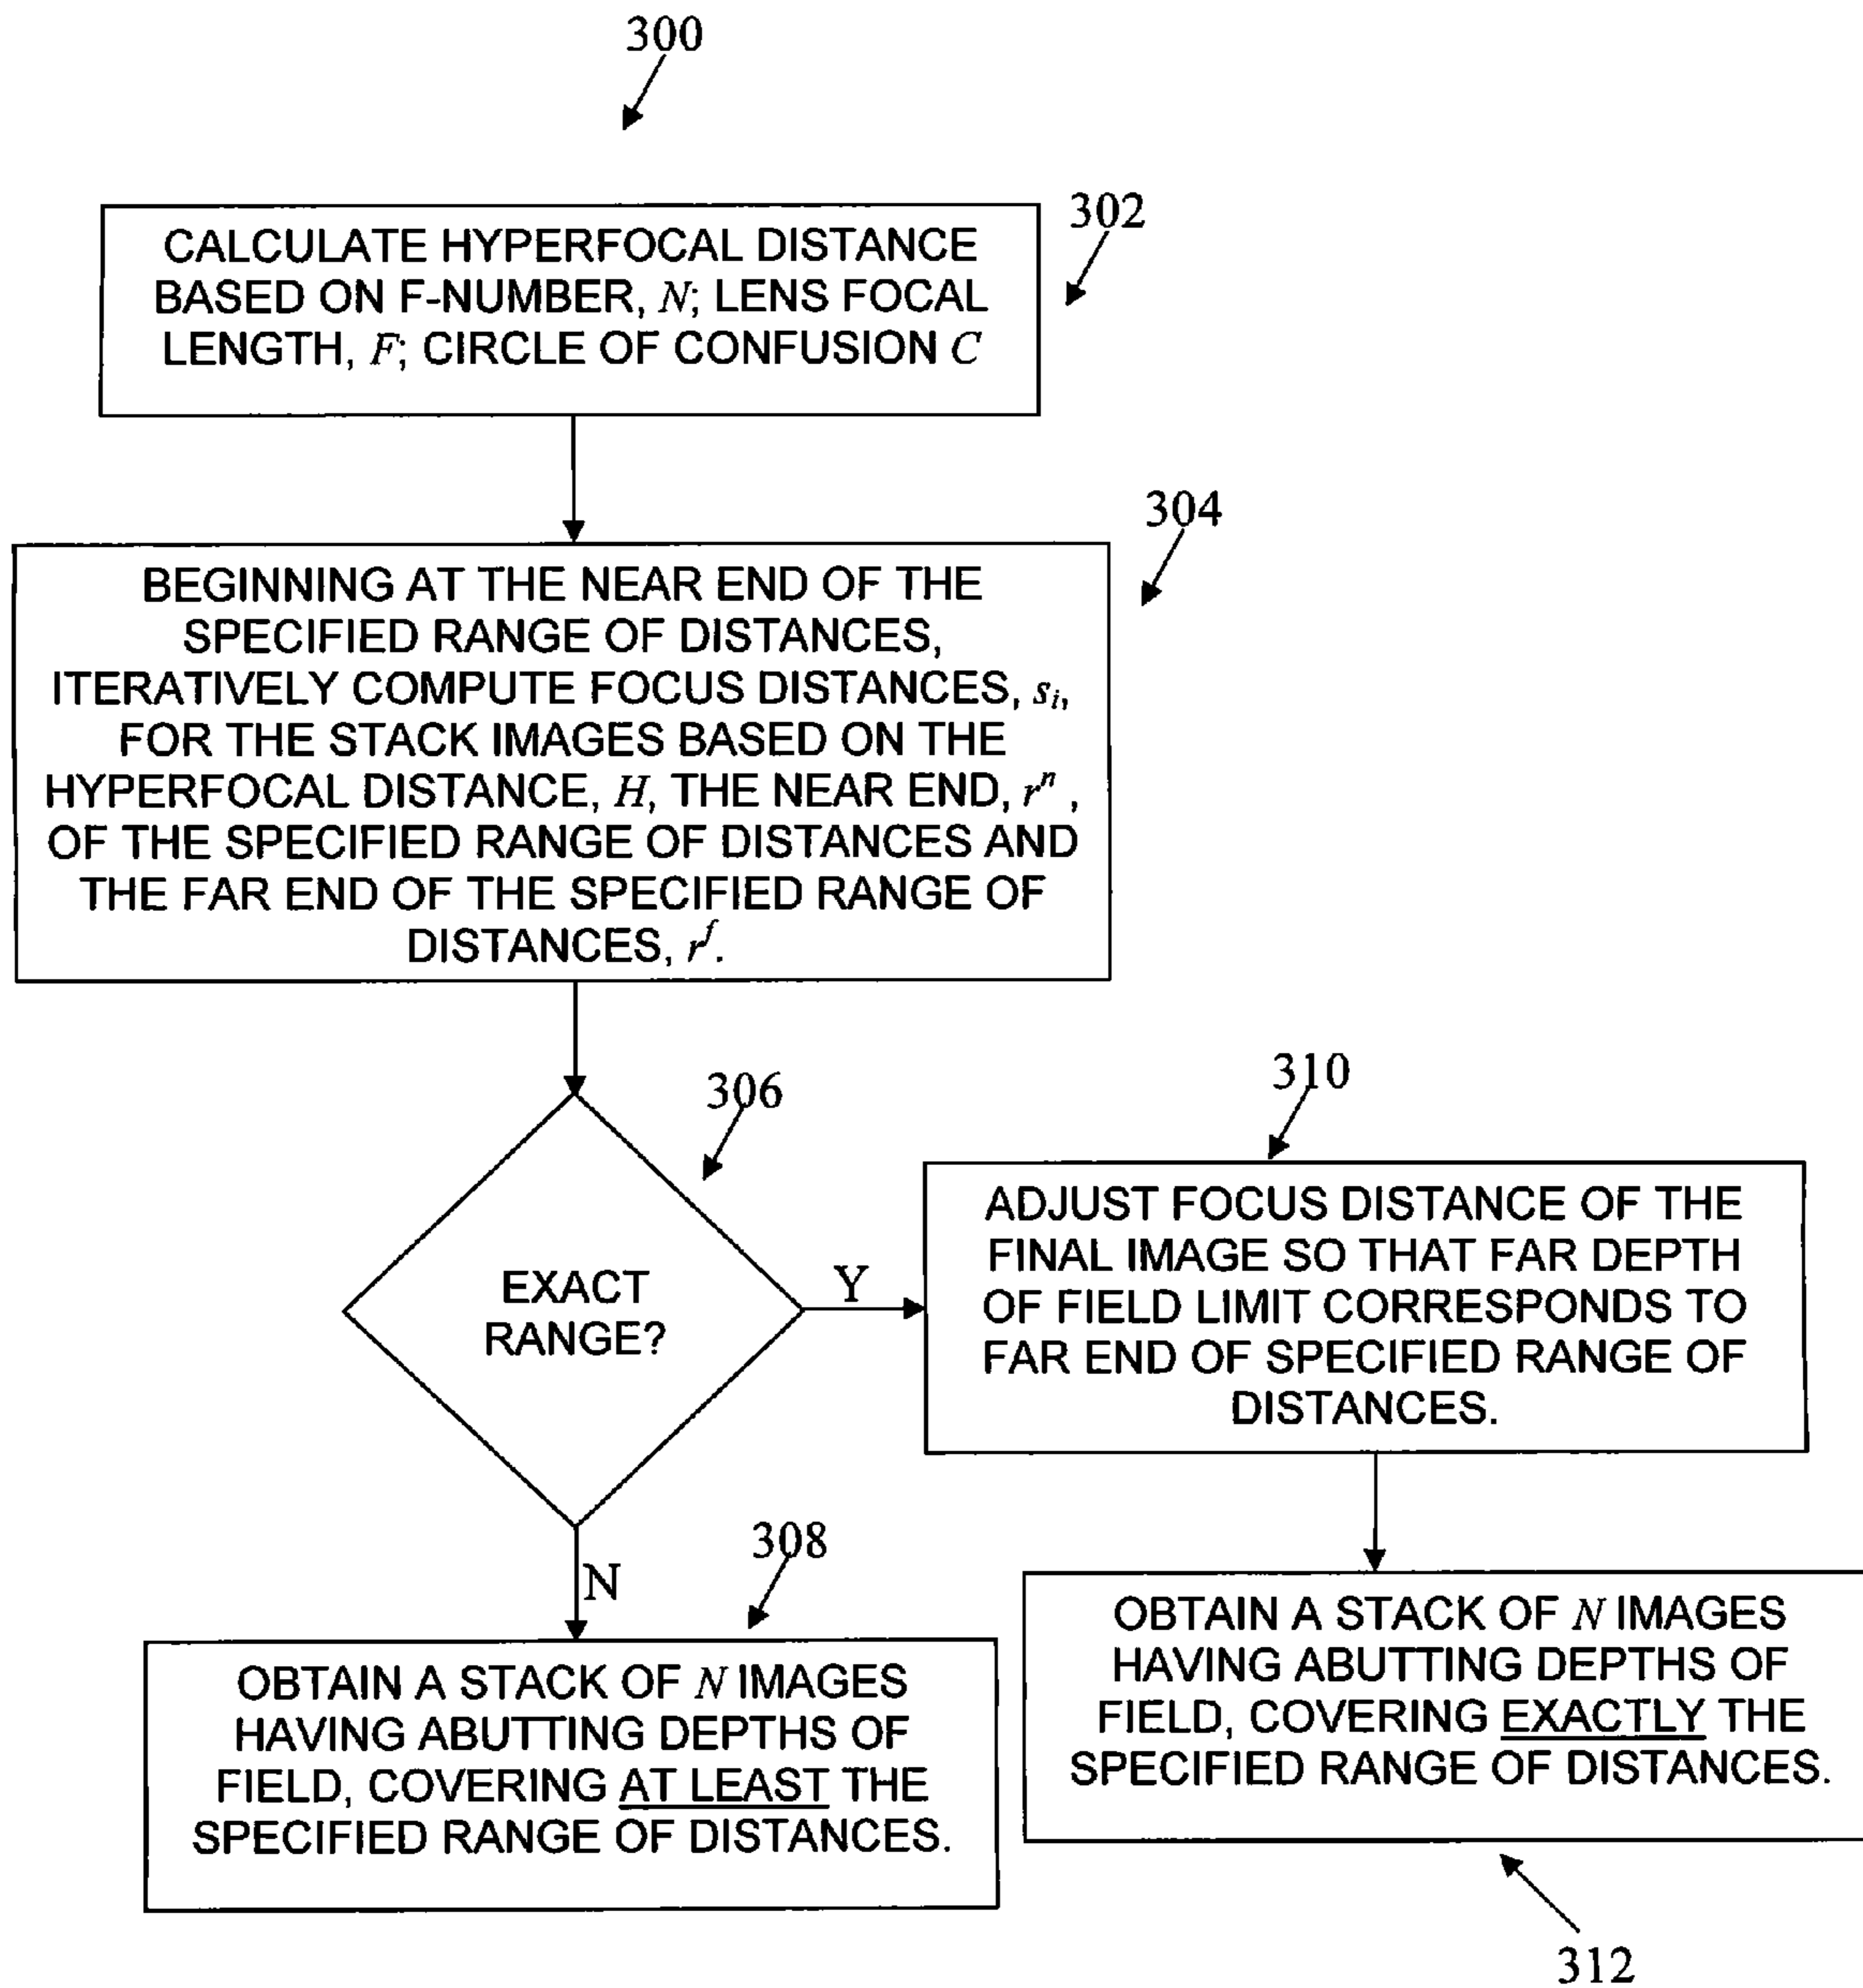 300
302
CALCULATE HYPERFOCAL DISTANCE
BASED ON F-NUMBER, N; LENS FOCAL
LENGTH, F; CIRCLE OF CONFUSION C
304
BEGINNING AT THE NEAR END OF THE
SPECIFIED RANGE OF DISTANCES,
ITERATIVELY COMPUTE FOCUS DISTANCES, si,
FOR THE STACK IMAGES BASED ON THE
HYPERFOCAL DISTANCE, H, THE NEAR END, rn ,
OF THE SPECIFIED RANGE OF DISTANCES AND
THE FAR END OF THE SPECIFIED RANGE OF
DISTANCES, rf.
306
EXACT
RANGE?
Y
310
ADJUST FOCUS DISTANCE OF THE
FINAL IMAGE SO THAT FAR DEPTH
OF FIELD LIMIT CORRESPONDS TO
FAR END OF SPECIFIED RANGE OF
DISTANCES.
N
308
OBTAIN A STACK OF N IMAGES
HAVING ABUTTING DEPTHS OF
FIELD, COVERING AT LEAST THE
SPECIFIED RANGE OF DISTANCES.
OBTAIN A STACK OF N IMAGES
HAVING ABUTTING DEPTHS OF
FIELD, COVERING EXACTLY THE
SPECIFIED RANGE OF DISTANCES.
312